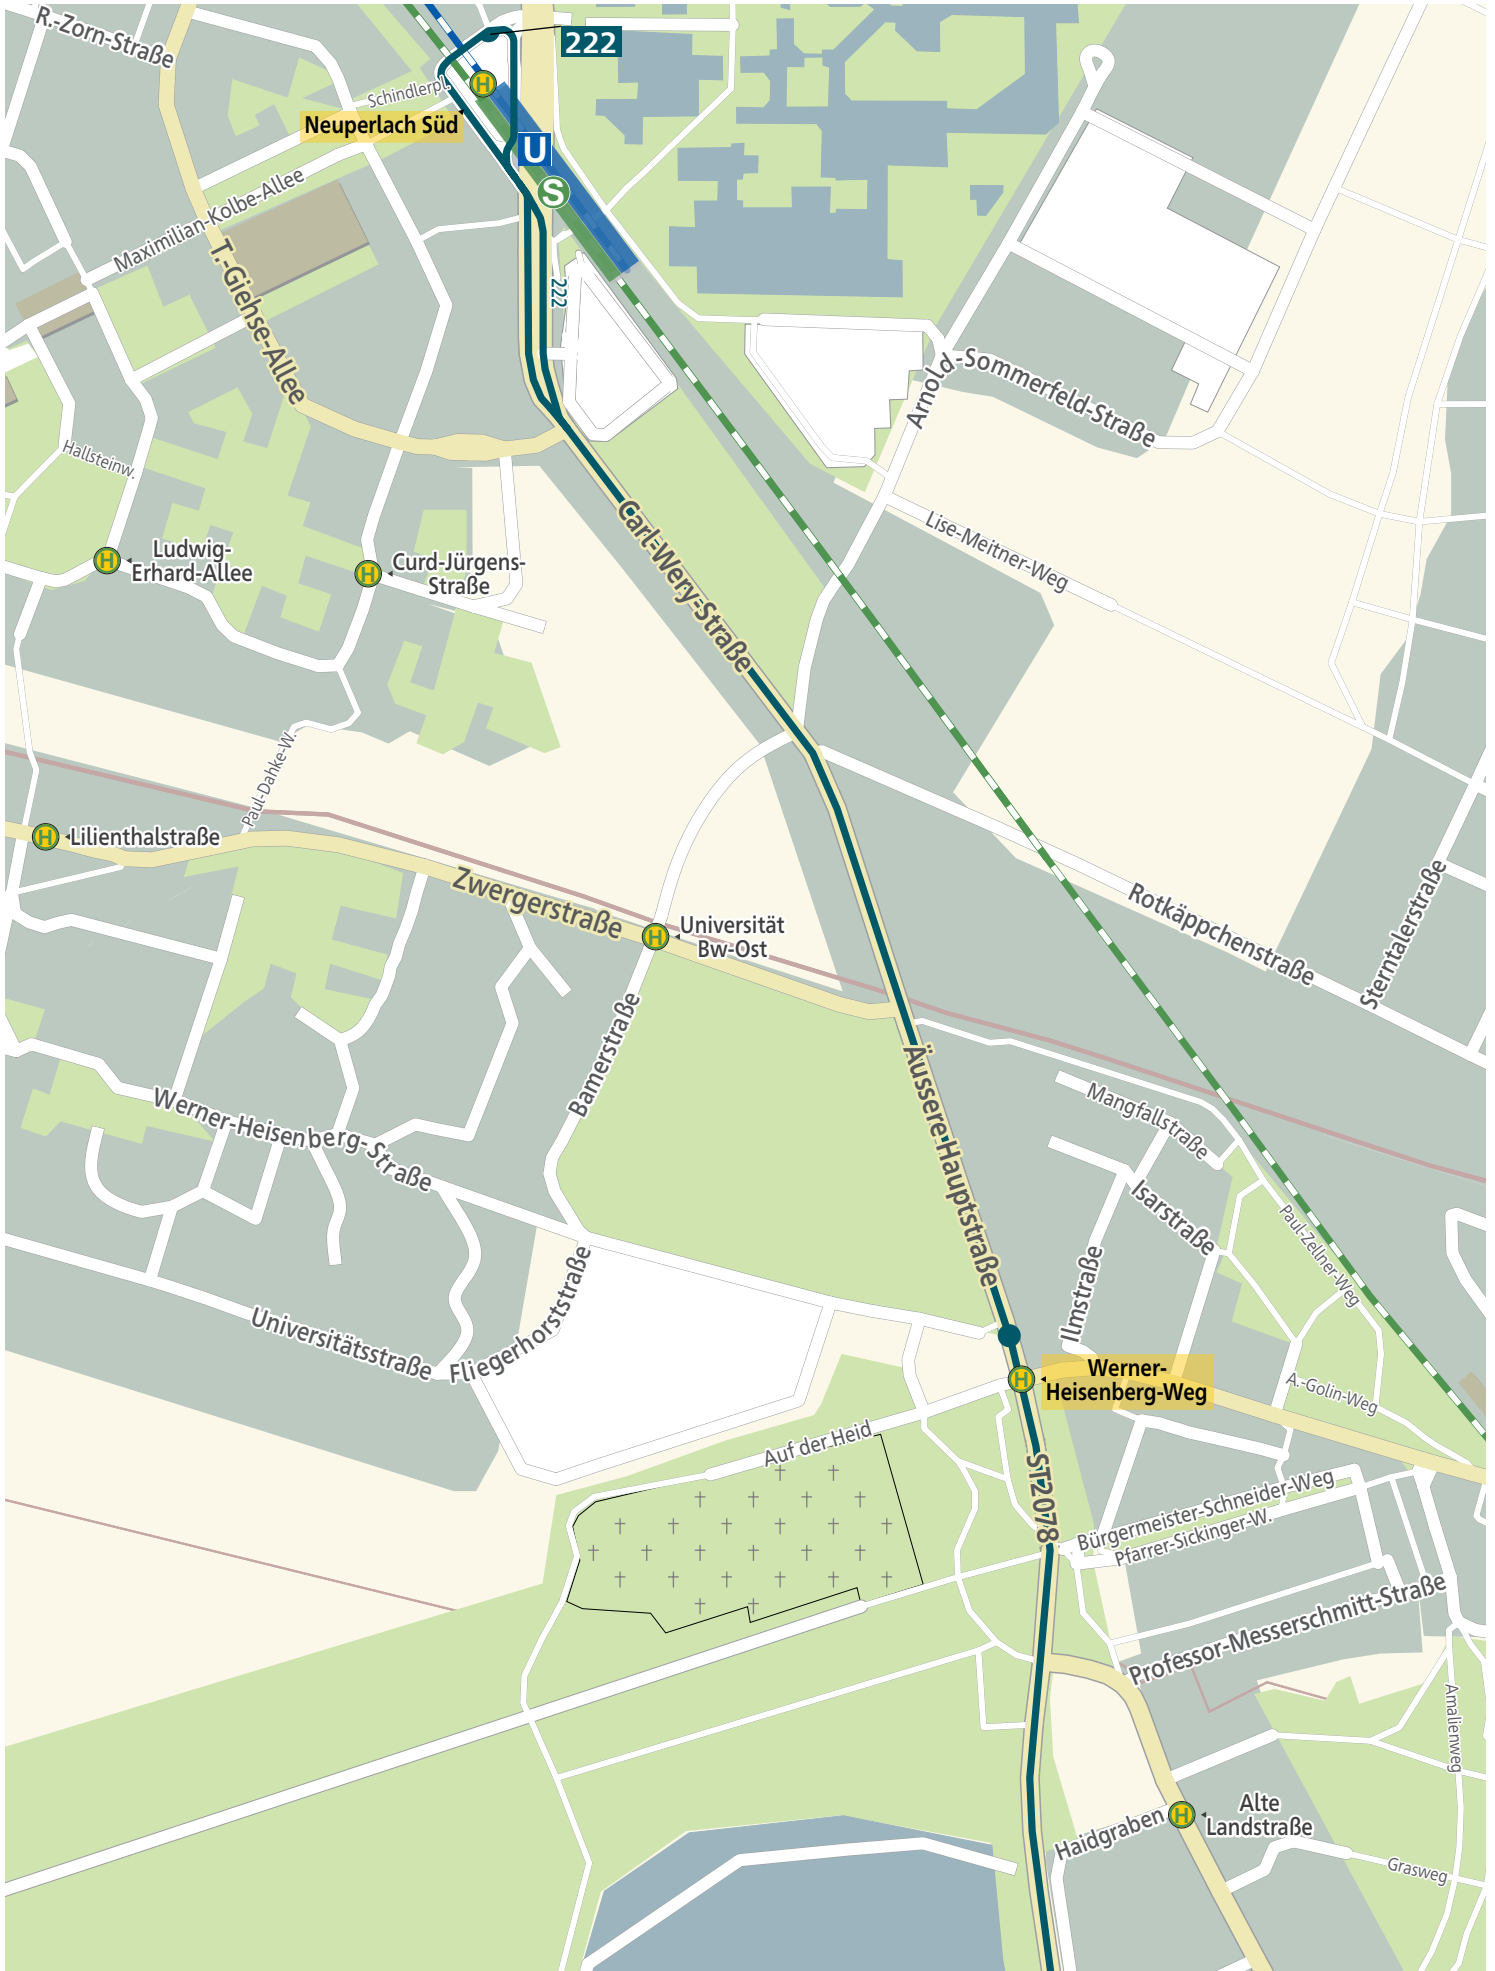 R.-Zorn-Straße
222
Schindlerpl.
Neuperlach Süd
H
U
S
Maximilian-Kolbe-Allee
T.-Giehse-Allee
222
Arnold-Sommerfeld-Straße
Hallsteinw.
Carl-Wery-Straße
Lise-Meitner-Weg
H
Ludwig-
Erhard-Allee
H
Curd-Jürgens-
Straße
Paul-Dahke-W.
H
Lilienthalstraße
Zwergerstraße
H
Universität
Bw-Ost
Rotkäppchenstraße
Sterntalerstraße
Bamerstraße
Äussere-Hauptstraße
Mangfallstraße
Werner-Heisenberg-Straße
Isarstraße
Paul-Zellner-Weg
Ilmstraße
Universitätsstraße
Fliegerhorststraße
H
Werner-
Heisenberg-Weg
A.-Golin-Weg
Auf der Heid
ST2078
Bürgermeister-Schneider-Weg
Pfarrer-Sickinger-W.
Professor-Messerschmitt-Straße
Amalienweg
Haidgraben
H
Alte
Landstraße
Grasweg